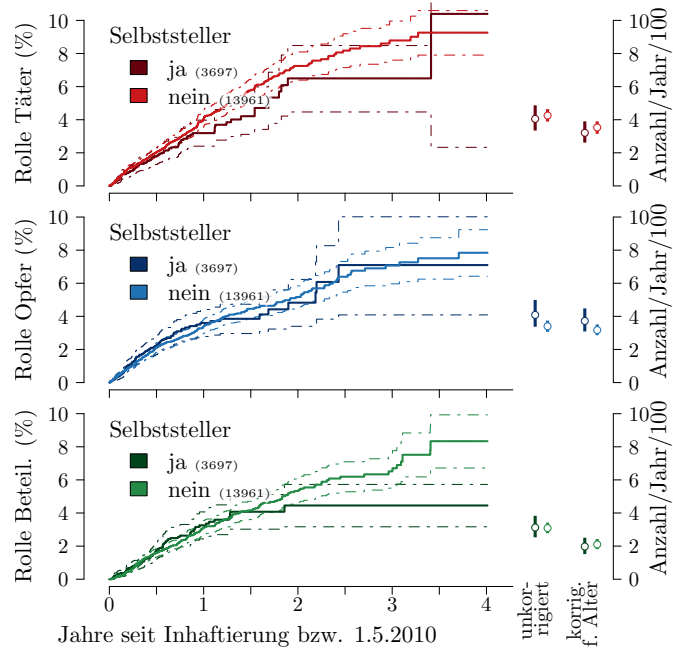 Rolle Täter (%)
10
8
6
4
2
0
Selbststeller
ja (3697)
nein (13961)
10
8
6
4
2
0
Anzahl/Jahr/100
Rolle Opfer (%)
10
8
6
4
2
0
Selbststeller
ja (3697)
nein (13961)
10
8
6
4
2
0
Anzahl/Jahr/100
Rolle Beteil. (%)
10
8
6
4
2
0
Selbststeller
ja (3697)
nein (13961)
10
8
6
4
2
0
Anzahl/Jahr/100
0 1 2 3 4
Jahre seit Inhaftierung bzw. 1.5.2010
unkor-
rigiert
korrig.
f. Alter